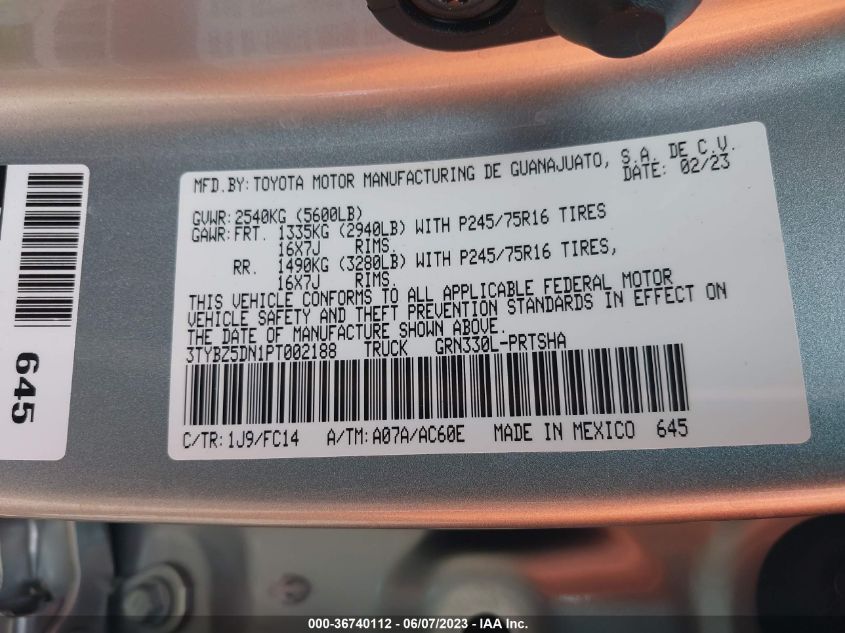 MFD.BY: TOYOTA MOTOR MANUFACTURING DE GUANAJUATO, S.A. DE C.V.
DATE: 02/23
GVWR: 2540KG (5600LB)
GAWR: FRT. 1335KG (2940LB) WITH P245/75R16 TIRES
16X7J RIMS.
RR. 1490KG (3280LB) WITH P245/75R16 TIRES,
16X7J RIMS.
THIS VEHICLE CONFORMS TO ALL APPLICABLE FEDERAL MOTOR
VEHICLE SAFETY AND THEFT PREVENTION STANDARDS IN EFFECT ON
THE DATE OF MANUFACTURE SHOWN ABOVE.
3TYBZ5DN1PT002188 TRUCK GRN330L-PRTSHA
C/TR: 1J9/FC14 A/TM: A07A/AC60E MADE IN MEXICO 645
645
000-36740112 - 06/07/2023 - IAA Inc.